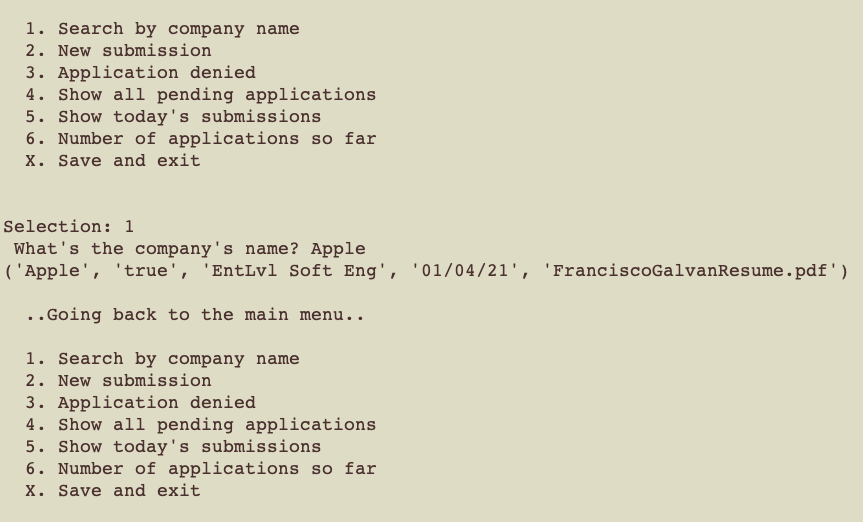 1. Search by company name
2. New submission
3. Application denied
4. Show all pending applications
5. Show today's submissions
6. Number of applications so far
X. Save and exit
Selection: 1
What's the company's name? Apple
('Apple', 'true', 'EntLvl Soft Eng', '01/04/21', 'FranciscoGalvanResume.pdf')
..Going back to the main menu..
1. Search by company name
2. New submission
3. Application denied
4. Show all pending applications
5. Show today's submissions
6. Number of applications so far
X. Save and exit